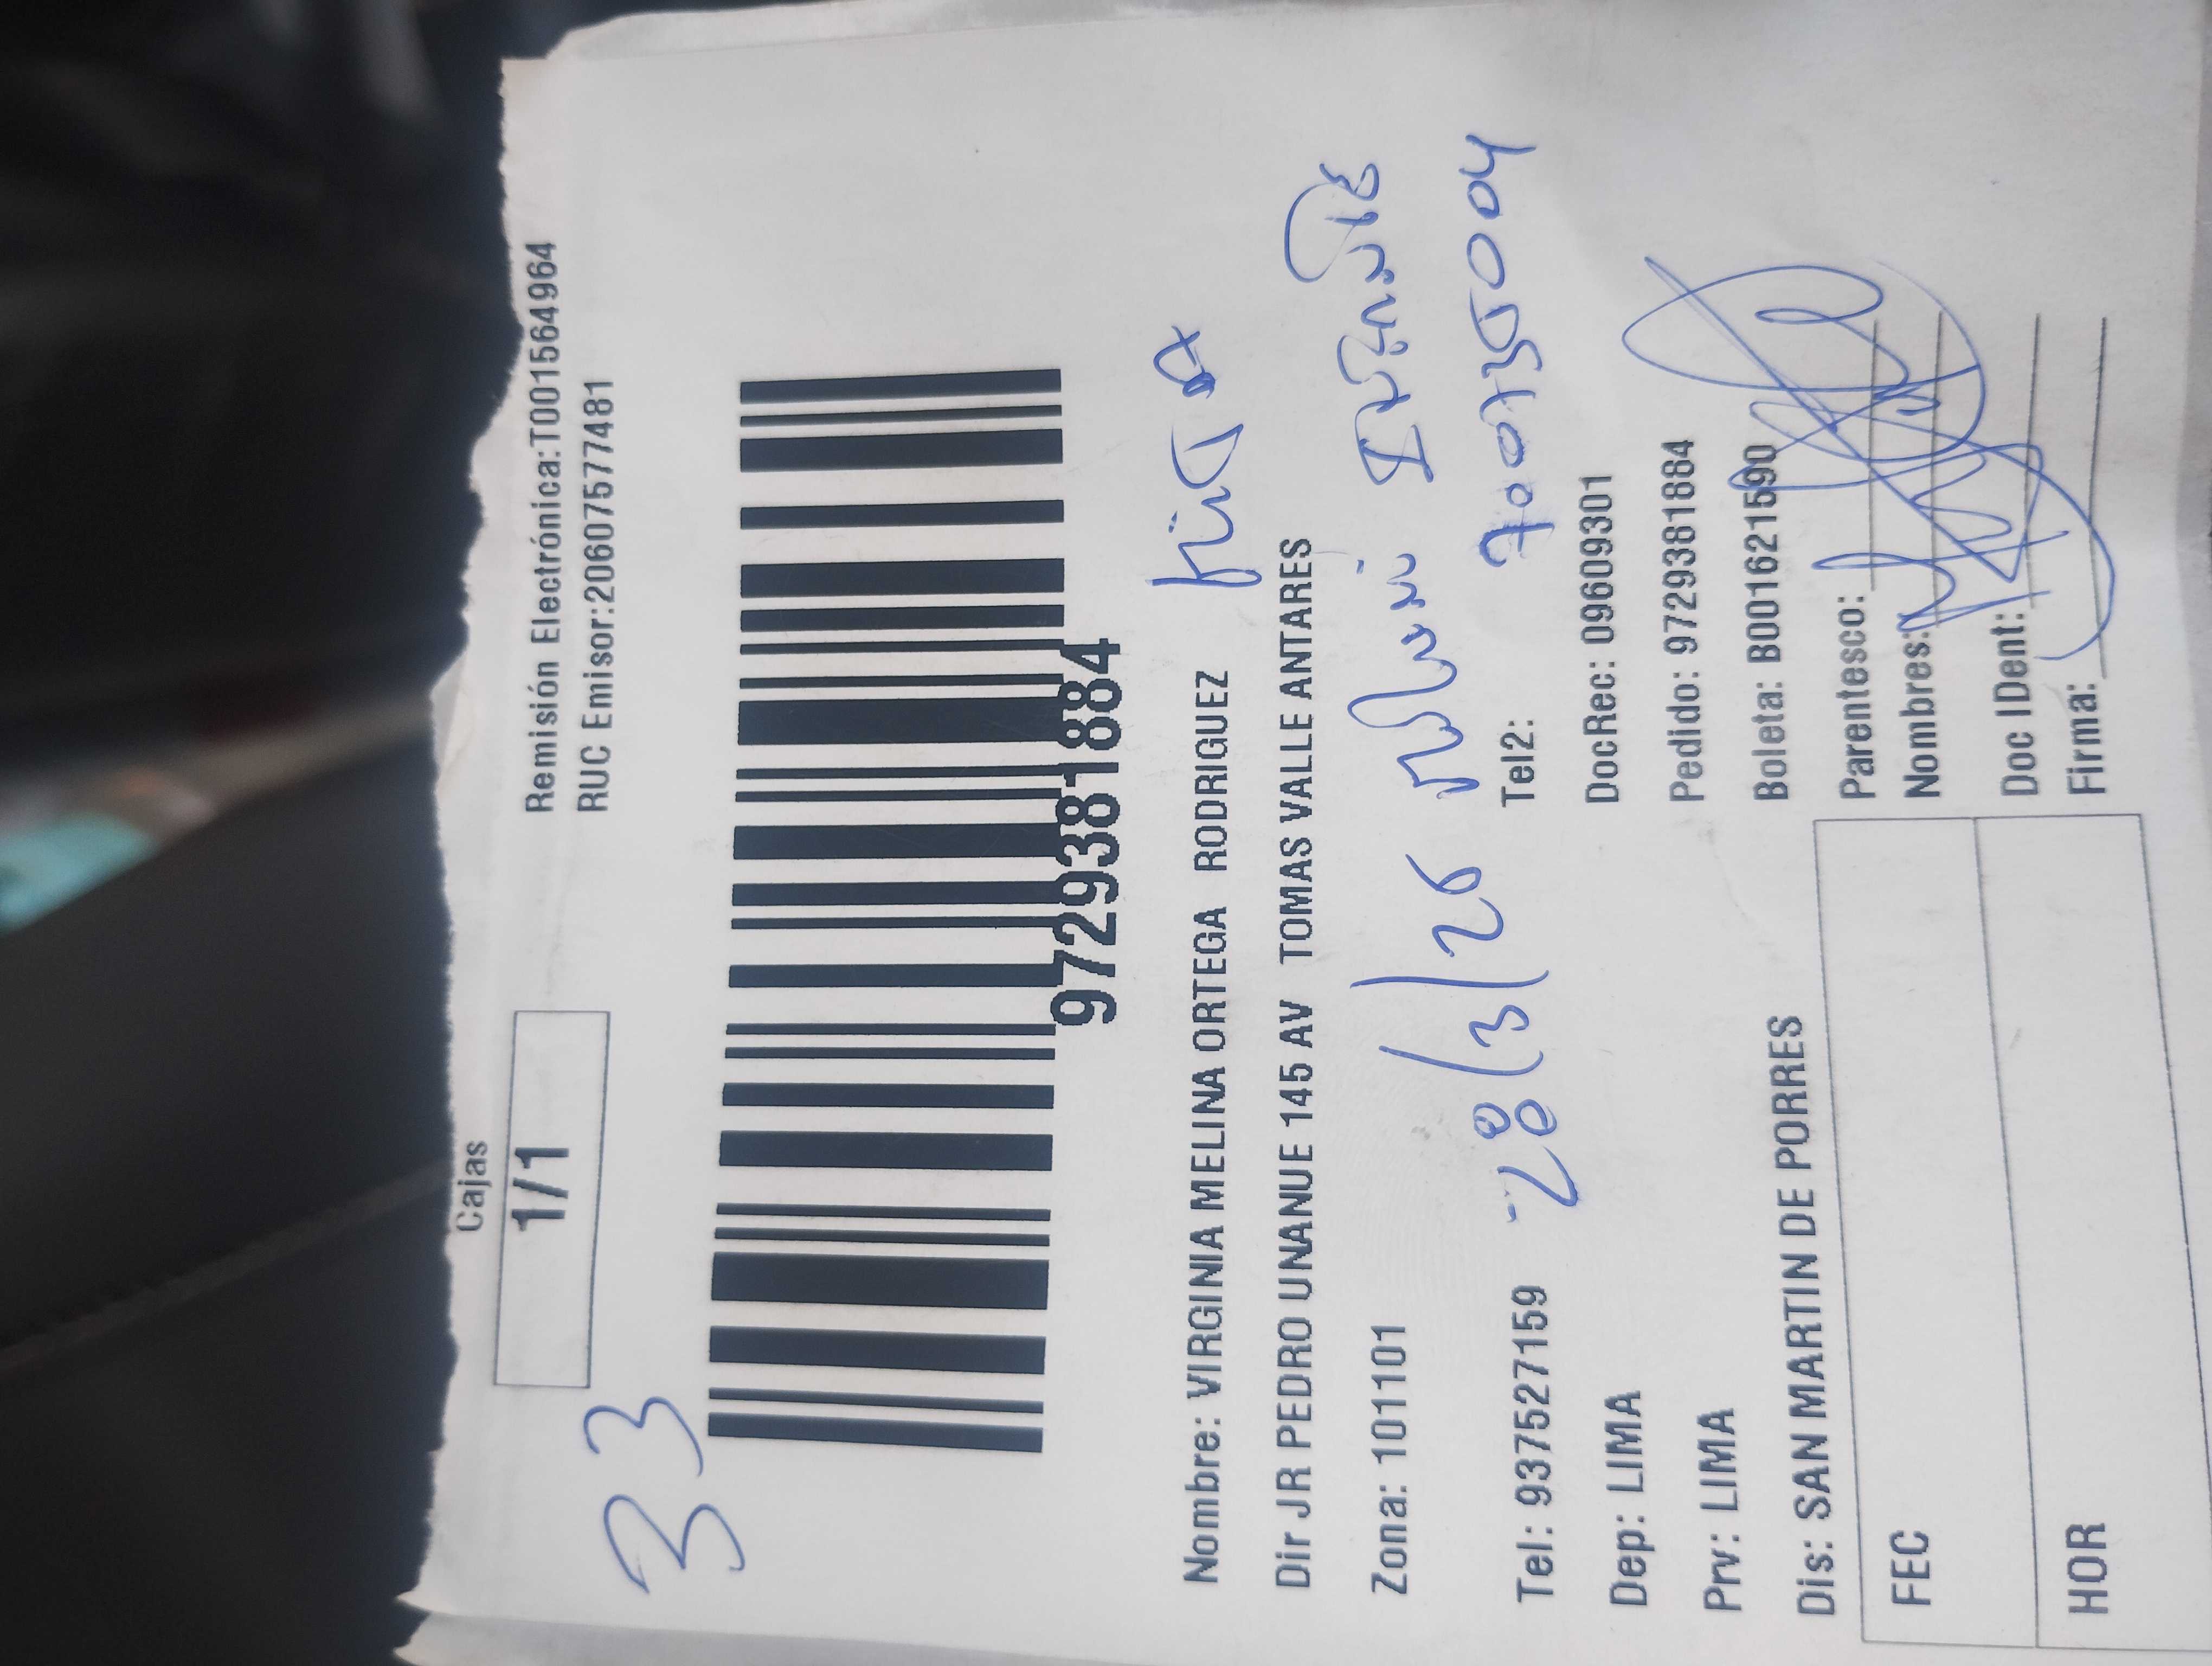 Cajas
1/1
33
Remisión Electrónica:T001564964
RUC Emisor:20607577481
9729381884
Nombre: VIRGINIA MELINA ORTEGA RODRIGUEZ
Dir JR PEDRO UNANUE 145 AV TOMAS VALLE ANTARES
Zona: 101101
Tel: 937527159
28/3/26
Tel2:
Dep: LIMA
DocRec: 09609301
Prv: LIMA
Pedido: 9729381884
Dis: SAN MARTIN DE PORRES
Boleta: B001621590
FEC
Parentesco:
Nombres:
HOR
Doc IDent:
Firma: